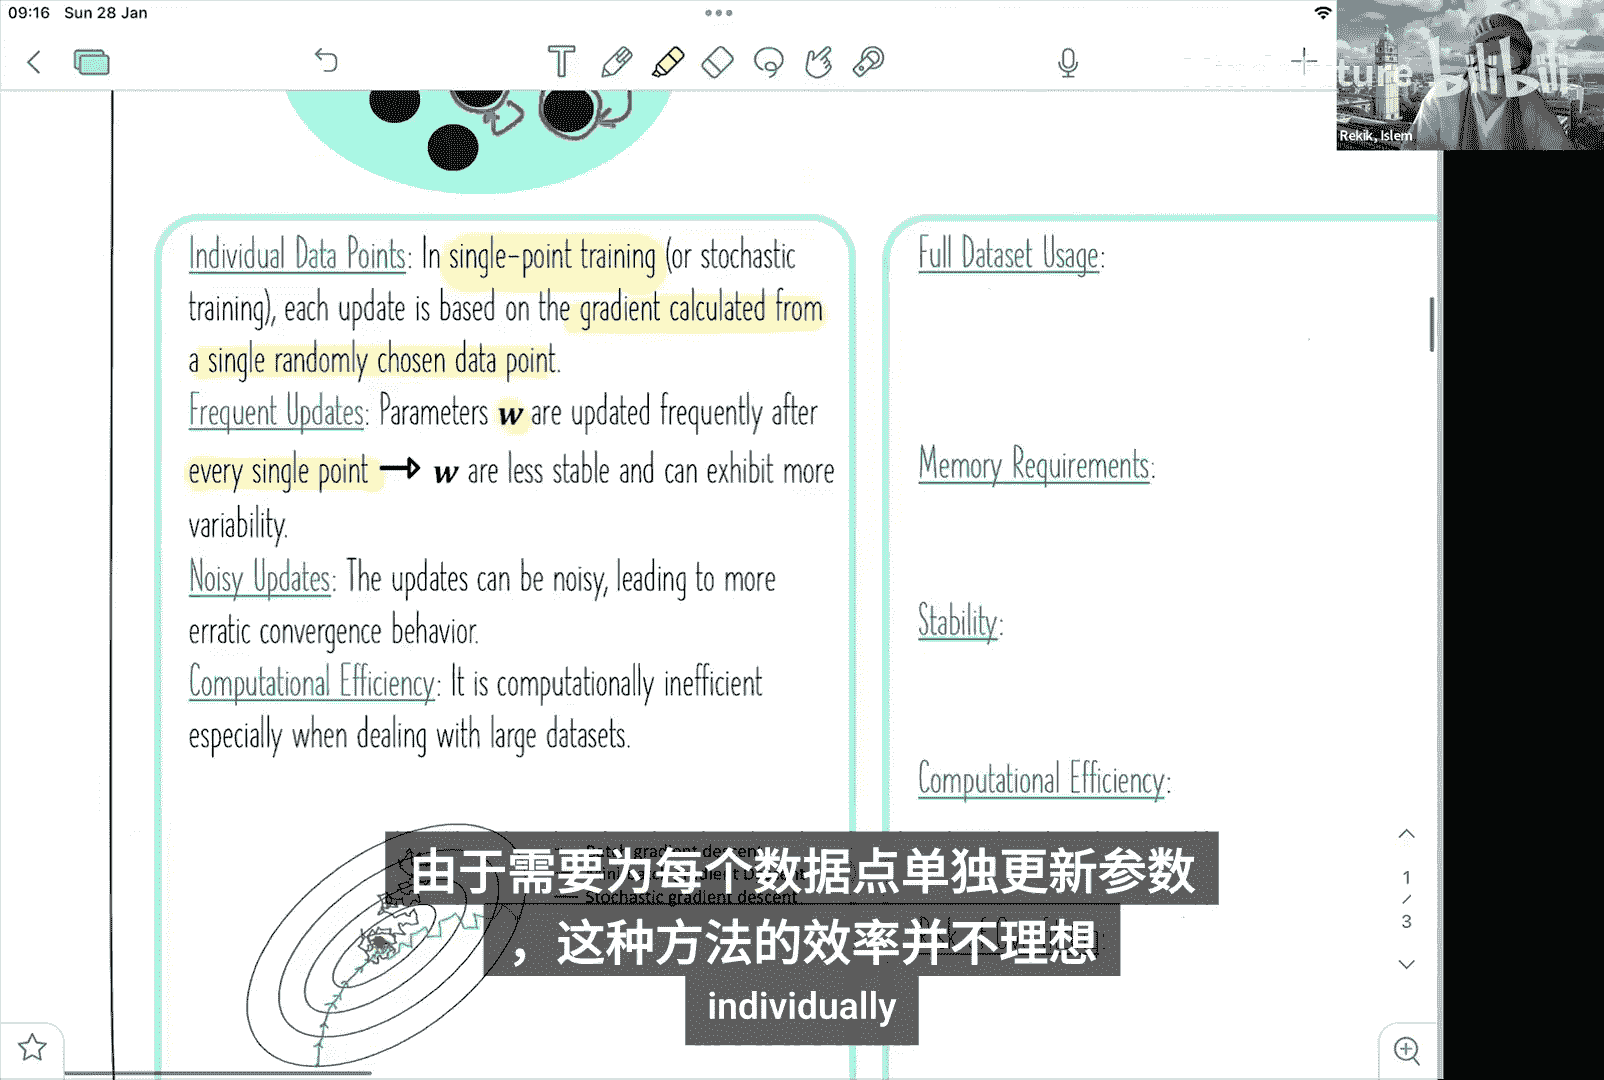 09:16 Sun 28 Jan
ture
bilibili
Rekik, Islem
Individual Data Points: In single-point training (or stochastic
training), each update is based on the gradient calculated from
a single randomly chosen data point.
Frequent Updates: Parameters w are updated frequently after
every single point → w are less stable and can exhibit more
variability.
Noisy Updates: The updates can be noisy, leading to more
erratic convergence behavior.
Computational Efficiency: It is computationally inefficient
especially when dealing with large datasets.
Full Dataset Usage:
Memory Requirements:
Stability:
Computational Efficiency:
Stochastic gradient descent
由于需要为每个数据点单独更新参数
，这种方法的效率并不理想
individually
1
3